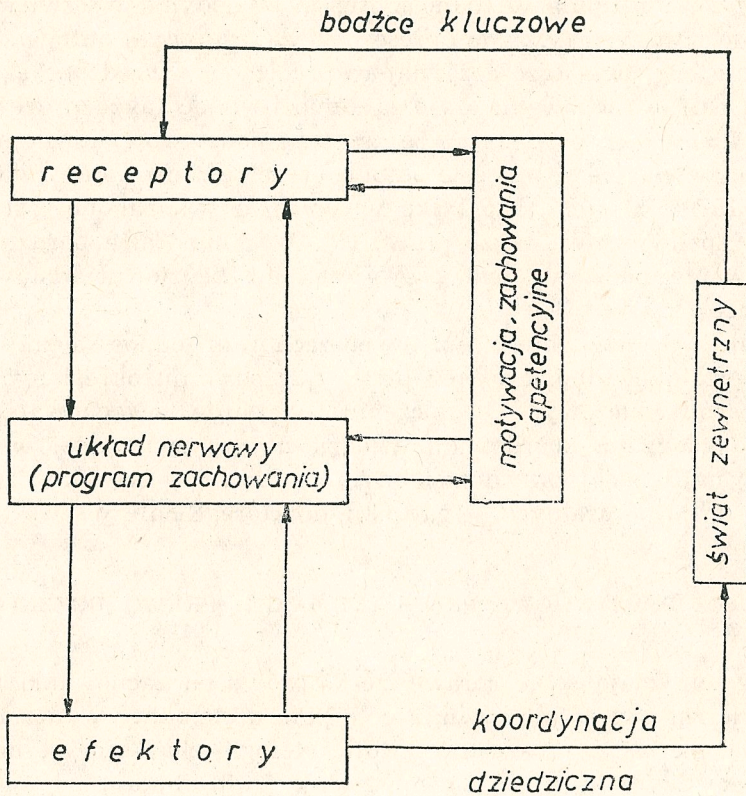 bodźce kluczowe
receptory
motywacja, zachowania
apetencyjne
świat zewnętrzny
układ nerwowy
(program zachowania)
efektory
koordynacja
dziedziczna